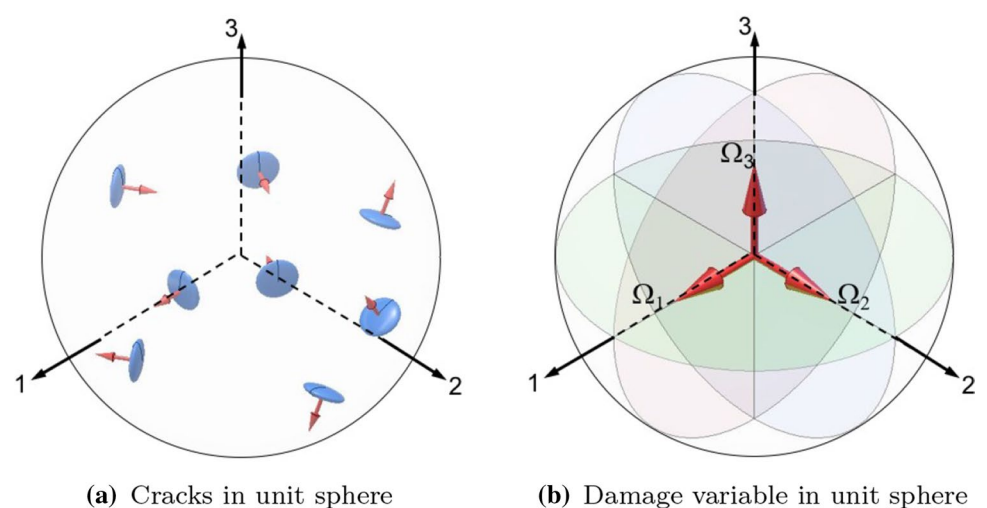 3
1
2
(a) Cracks in unit sphere
3
Ω3
Ω1
Ω2
1
2
(b) Damage variable in unit sphere